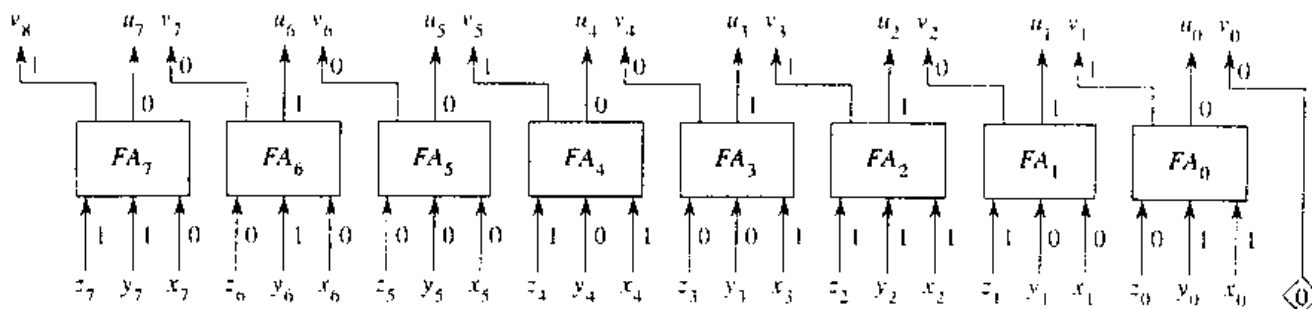 v₈ u₇ v₇ u₆ v₆ u₅ v₅ u₄ v₄ u₃ v₃ u₂ v₂ u₁ v₁ u₀ v₀
1 0 0 1 0 0 1 0 0 1 1 1 0 1 1 0 0
FA₇ FA₆ FA₅ FA₄ FA₃ FA₂ FA₁ FA₀
1 1 0 0 1 0 0 0 0 1 0 1 0 0 1 1 1 1 1 0 0 0 1 1
z₇ y₇ x₇ z₆ y₆ x₆ z₅ y₅ x₅ z₄ y₄ x₄ z₃ y₃ x₃ z₂ y₂ x₂ z₁ y₁ x₁ z₀ y₀ x₀ 0